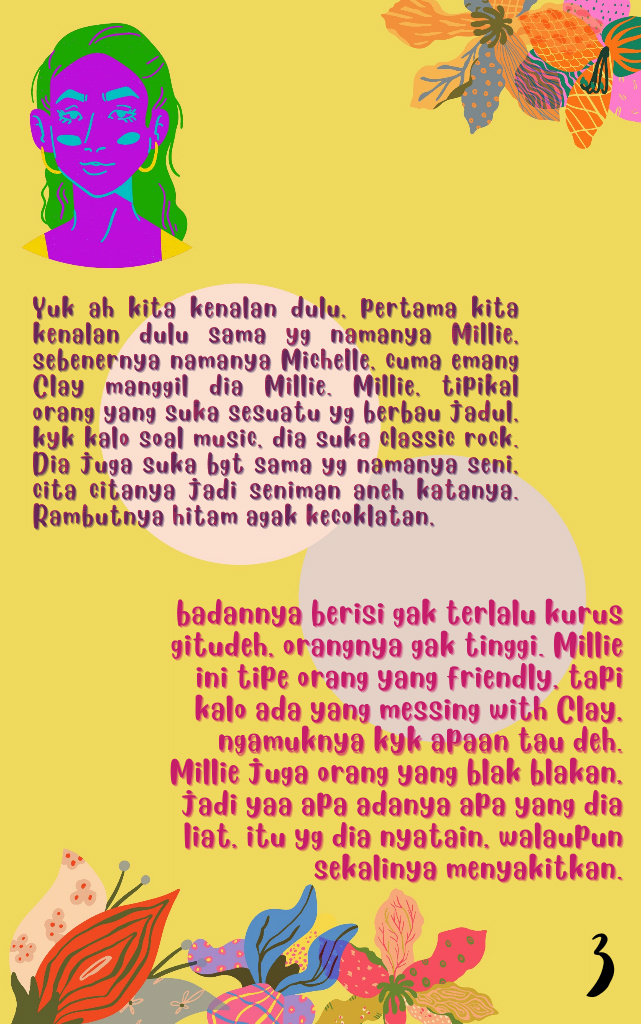 Yuk ah kita kenalan dulu. Pertama kita
kenalan dulu sama yg namanya Millie.
sebenernya namanya Michelle. cuma emang
Clay manggil dia Millie. Millie. tipikal
orang yang suka sesuatu yg berbau jadul.
kyk kalo soal music. dia suka classic rock.
Dia juga suka bgt sama yg namanya seni.
cita citanya jadi seniman aneh katanya.
Rambutnya hitam agak kecoklatan.
badannya berisi gak terlalu kurus
gitudeh. orangnya gak tinggi. Millie
ini tipe orang yang friendly. tapi
kalo ada yang messing with Clay.
ngamuknya kyk apaan tau deh.
Millie juga orang yang blak blakan.
jadi yaa apa adanya apa yang dia
liat. itu yg dia nyatain. walaupun
sekalinya menyakitkan.
3